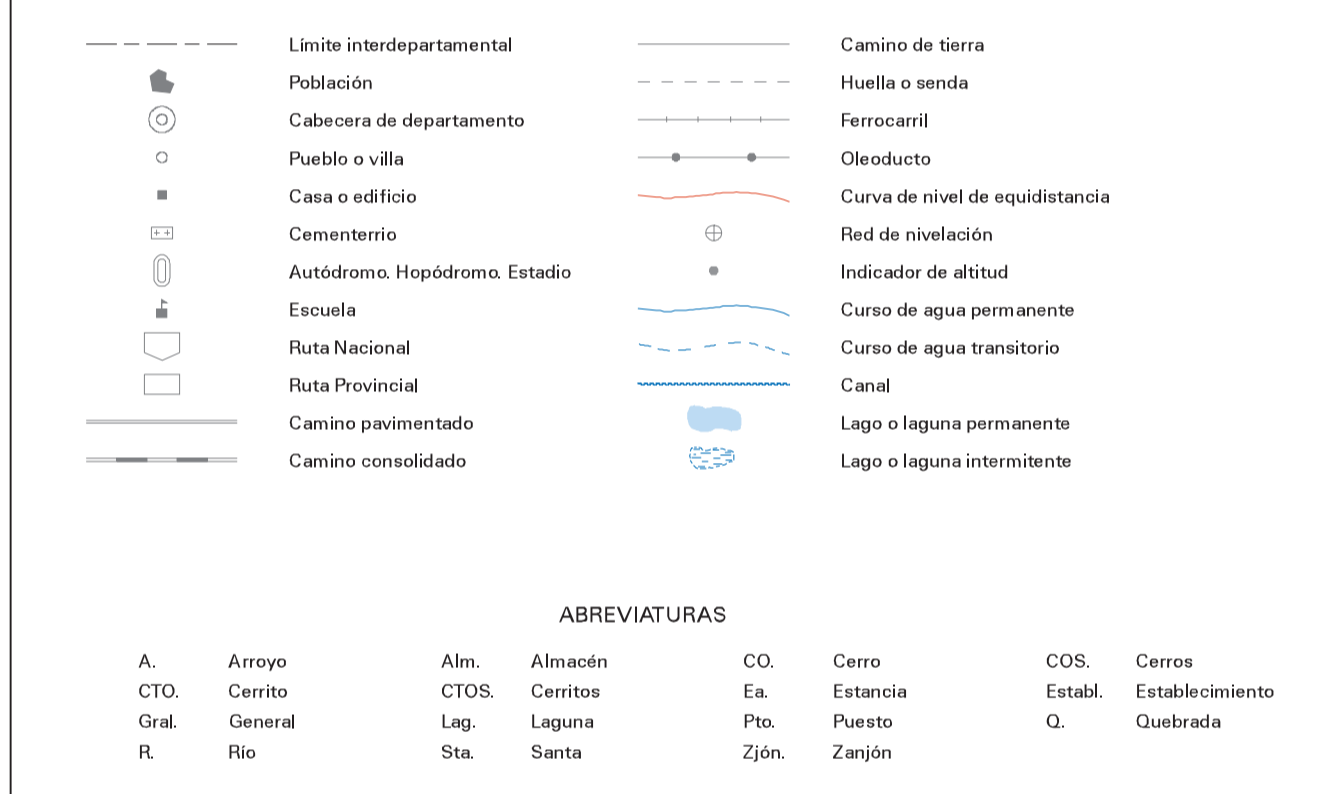 Límite interdepartamental
Población
Cabecera de departamento
Pueblo o villa
Casa o edificio
Cementerrio
Autódromo. Hopódromo. Estadio
Escuela
Ruta Nacional
Ruta Provincial
Camino pavimentado
Camino consolidado
Camino de tierra
Huella o senda
Ferrocarril
Oleoducto
Curva de nivel de equidistancia
Red de nivelación
Indicador de altitud
Curso de agua permanente
Curso de agua transitorio
Canal
Lago o laguna permanente
Lago o laguna intermitente
ABREVIATURAS
A. Arroyo Alm. Almacén CO. Cerro COS. Cerros
CTO. Cerrito CTOS. Cerritos Ea. Estancia Establ. Establecimiento
Gral. General Lag. Laguna Pto. Puesto Q. Quebrada
R. Río Sta. Santa Zjón. Zanjón